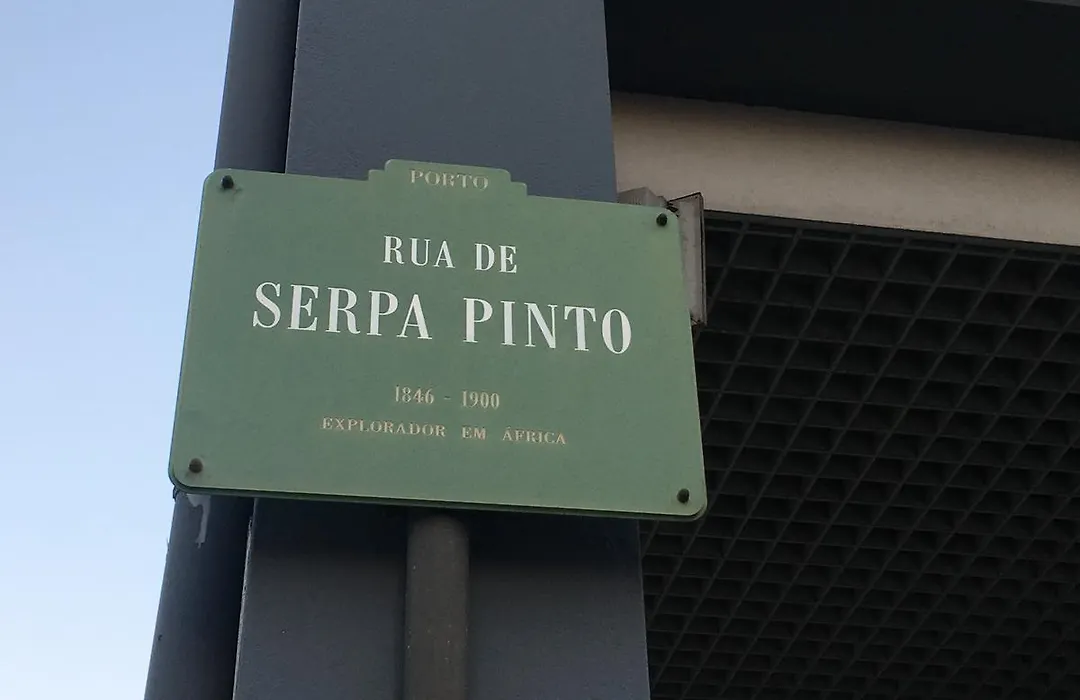 PORTO
RUA DE
SERPA PINTO
1846 - 1900
EXPLORADOR EM ÁFRICA